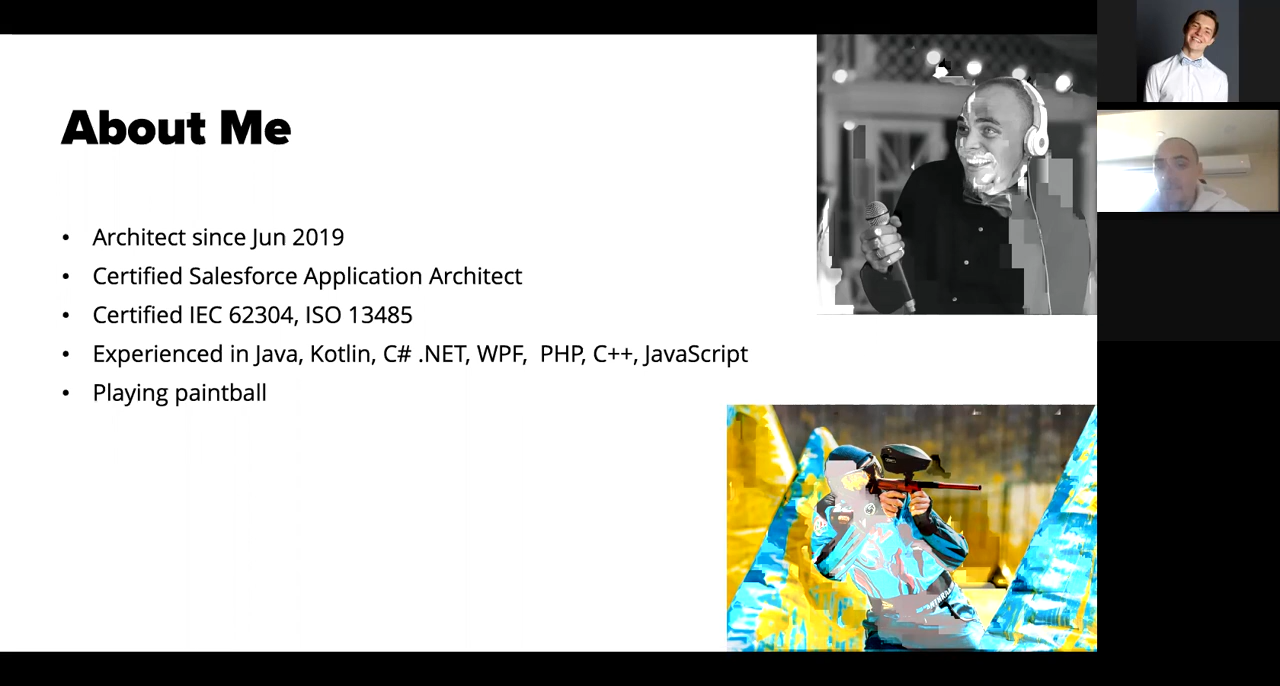 About Me
• Architect since Jun 2019
• Certified Salesforce Application Architect
• Certified IEC 62304, ISO 13485
• Experienced in Java, Kotlin, C# .NET, WPF,  PHP, C++, JavaScript
• Playing paintball